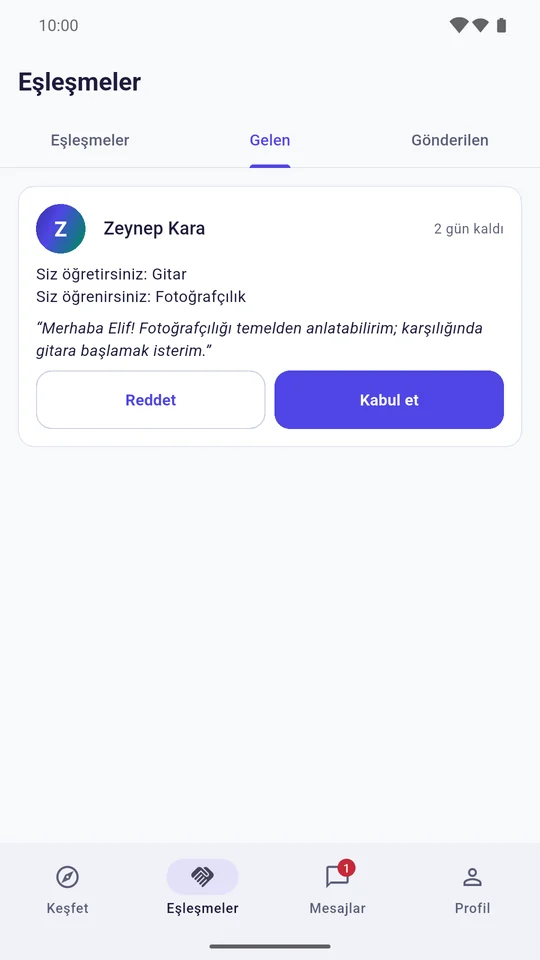 10:00
Eşleşmeler
Eşleşmeler
Gelen
Gönderilen
Z
Zeynep Kara
2 gün kaldı
Siz öğretirsiniz: Gitar
Siz öğrenirsiniz: Fotoğrafçılık
“Merhaba Elif! Fotoğrafçılığı temelden anlatabilirim; karşılığında
gitara başlamak isterim.”
Reddet
Kabul et
1
Keşfet
Eşleşmeler
Mesajlar
Profil